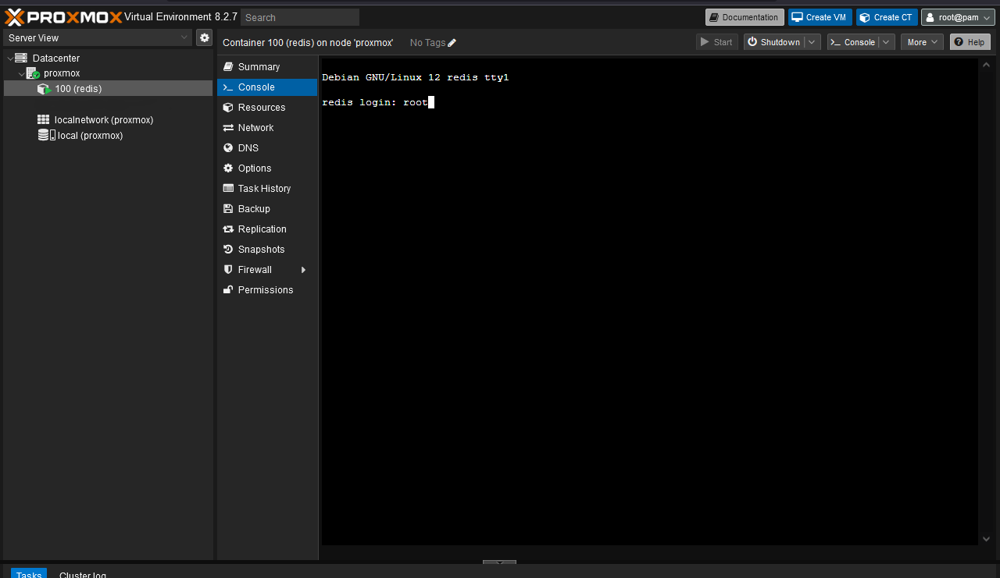 PROXMOX Virtual Environment 8.2.7 Search Documentation Create VM Create CT root@pam
Server View
Container 100 (redis) on node 'proxmox' No Tags Start Shutdown Console More Help
Datacenter
proxmox
100 (redis)
localnetwork (proxmox)
local (proxmox)
Summary
Console
Resources
Network
DNS
Options
Task History
Backup
Replication
Snapshots
Firewall
Permissions
Debian GNU/Linux 12 redis tty1
redis login: root
Tasks Cluster log